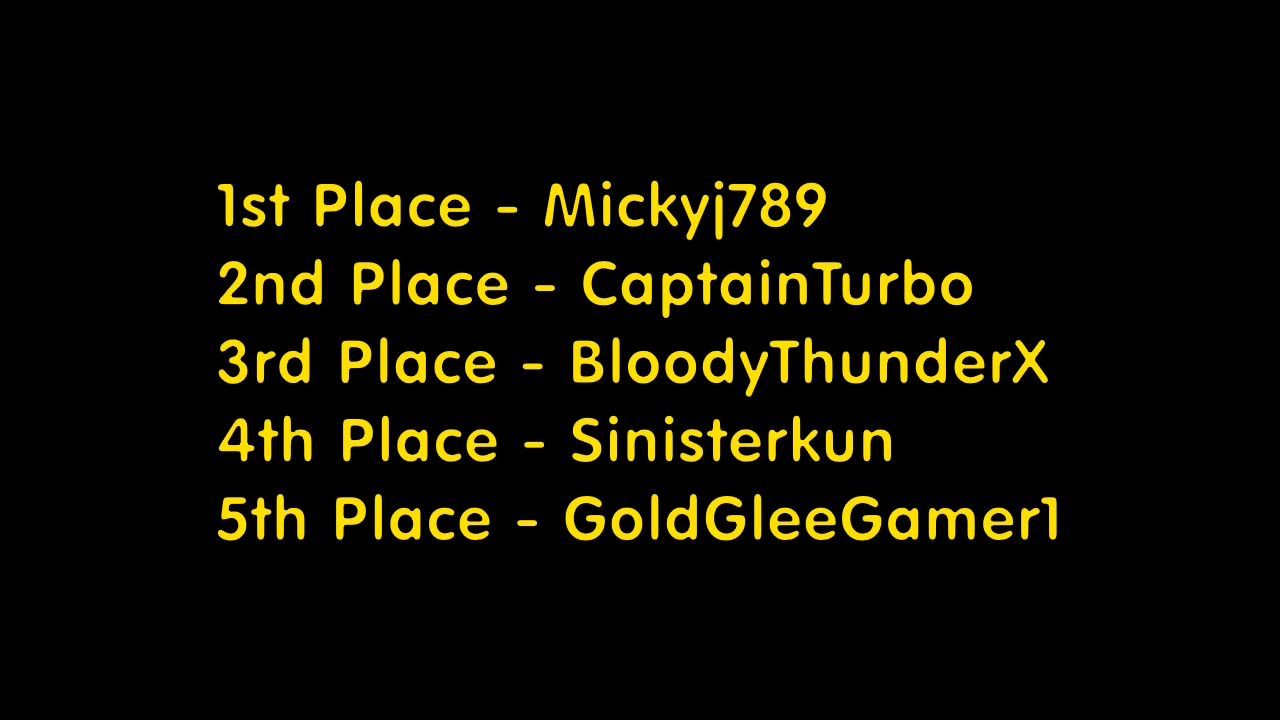 1st Place - Mickyj789
2nd Place - CaptainTurbo
3rd Place - BloodyThunderX
4th Place - Sinisterkun
5th Place - GoldGleeGamer1